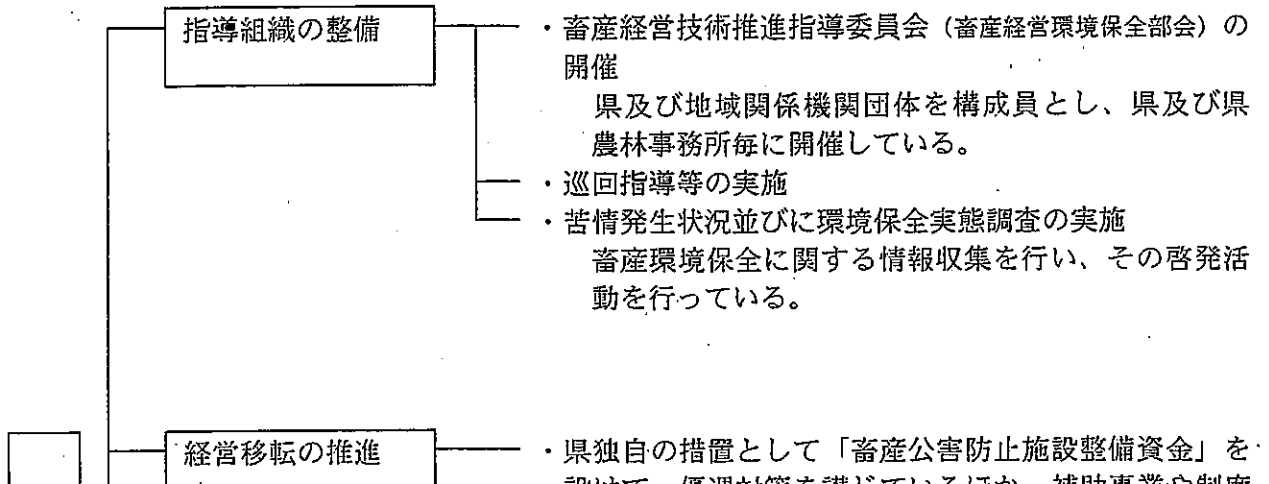 指導組織の整備
・畜産経営技術推進指導委員会（畜産経営環境保全部会）の
開催
県及び地域関係機関団体を構成員とし、県及び県
農林事務所毎に開催している。
・巡回指導等の実施
・苦情発生状況並びに環境保全実態調査の実施
畜産環境保全に関する情報収集を行い、その啓発活
動を行っている。
経営移転の推進
・県独自の措置として「畜産公害防止施設整備資金」を